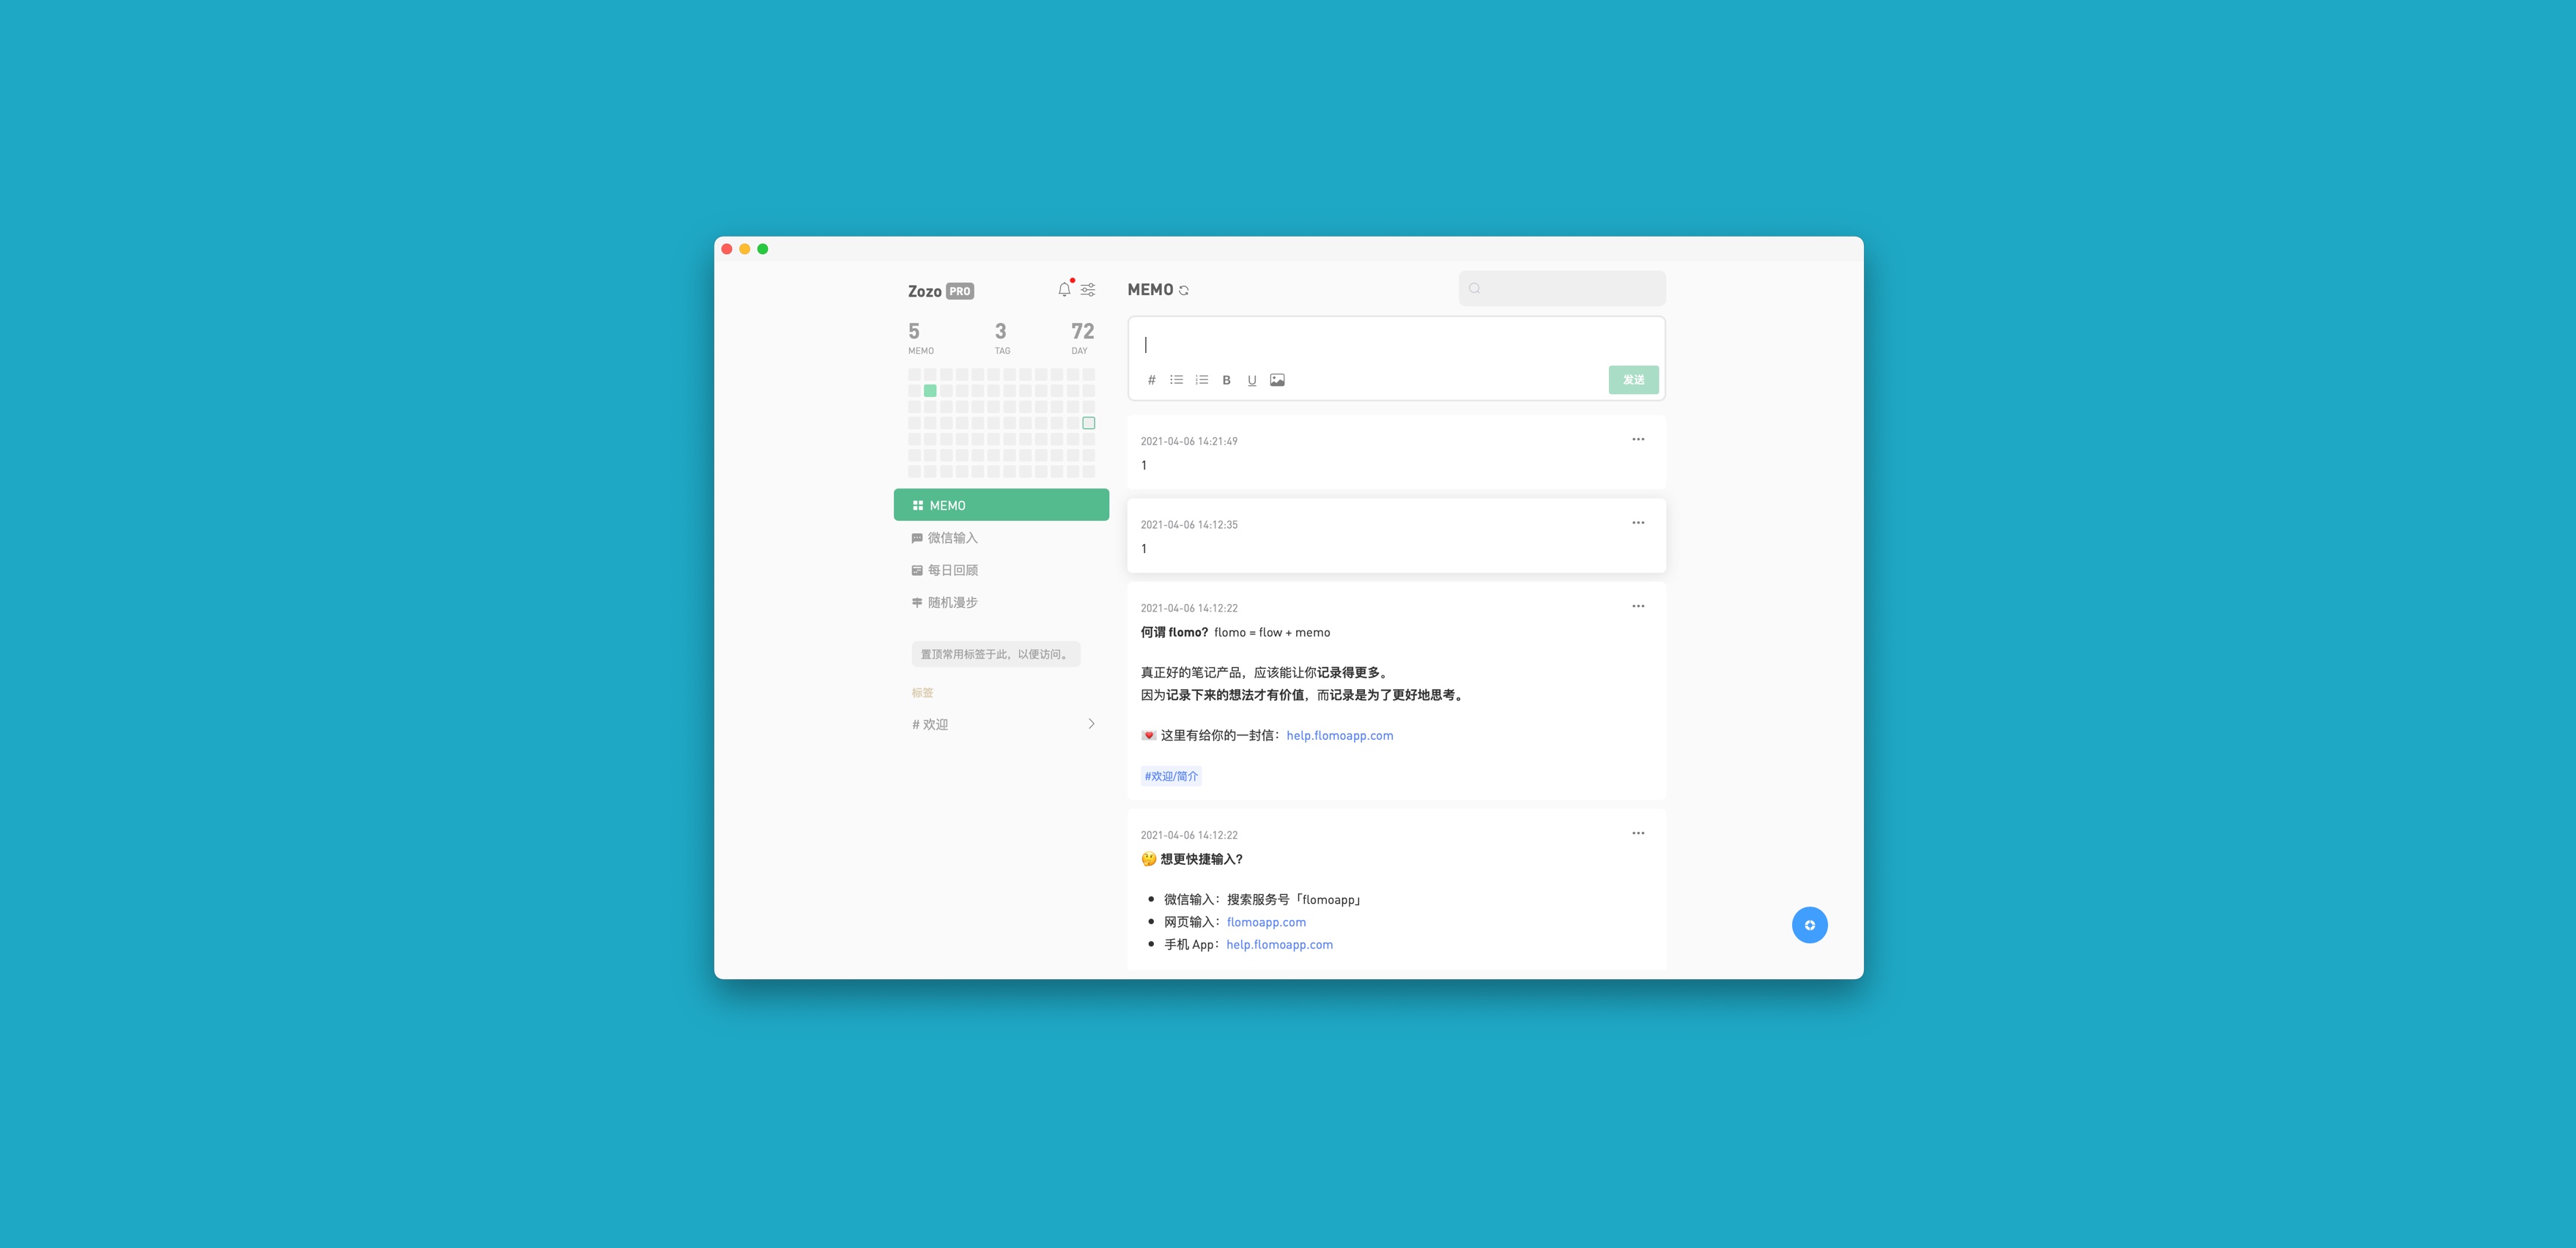 Zozo PRO
5 3 72
MEMO TAG DAY
MEMO
微信输入
每日回顾
随机漫步
置顶常用标签于此，以便访问。
标签
# 欢迎
MEMO
# B U
发送
2021-04-06 14:21:49
1
2021-04-06 14:12:35
1
2021-04-06 14:12:22
何谓 flomo？flomo = flow + memo
真正好的笔记产品，应该能让你记录得更多。
因为记录下来的想法才有价值，而记录是为了更好地思考。
💌 这里有给你的一封信：help.flomoapp.com
#欢迎/简介
2021-04-06 14:12:22
🤔 想更快捷输入？
• 微信输入：搜索服务号「flomoapp」
• 网页输入：flomoapp.com
• 手机 App：help.flomoapp.com